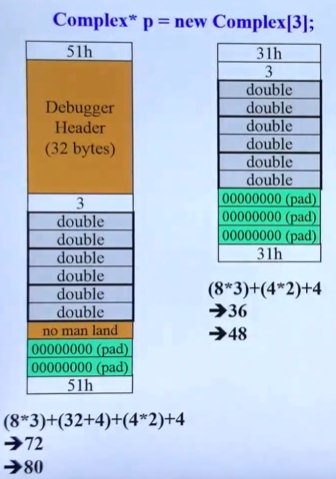 Complex* p = new Complex[3];
51h
Debugger
Header
(32 bytes)
3
double
double
double
double
double
double
no man land
00000000 (pad)
00000000 (pad)
51h
(8*3)+(32+4)+(4*2)+4
➔72
➔80
31h
3
double
double
double
double
double
double
00000000 (pad)
00000000 (pad)
00000000 (pad)
31h
(8*3)+(4*2)+4
➔36
➔48